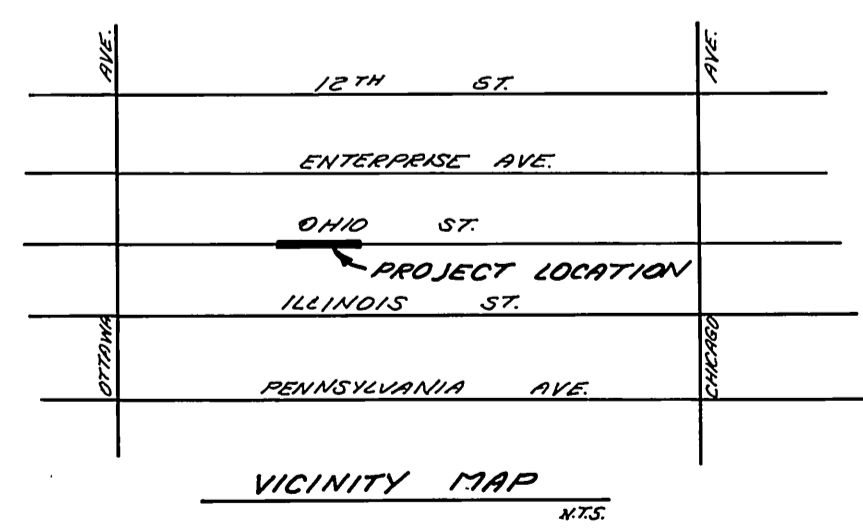 12TH ST.
ENTERPRISE AVE.
OHIO ST.
PROJECT LOCATION
ILLINOIS ST.
PENNSYLVANIA AVE.
OTTAWA AVE.
CHICAGO AVE.
VICINITY MAP
N.T.S.